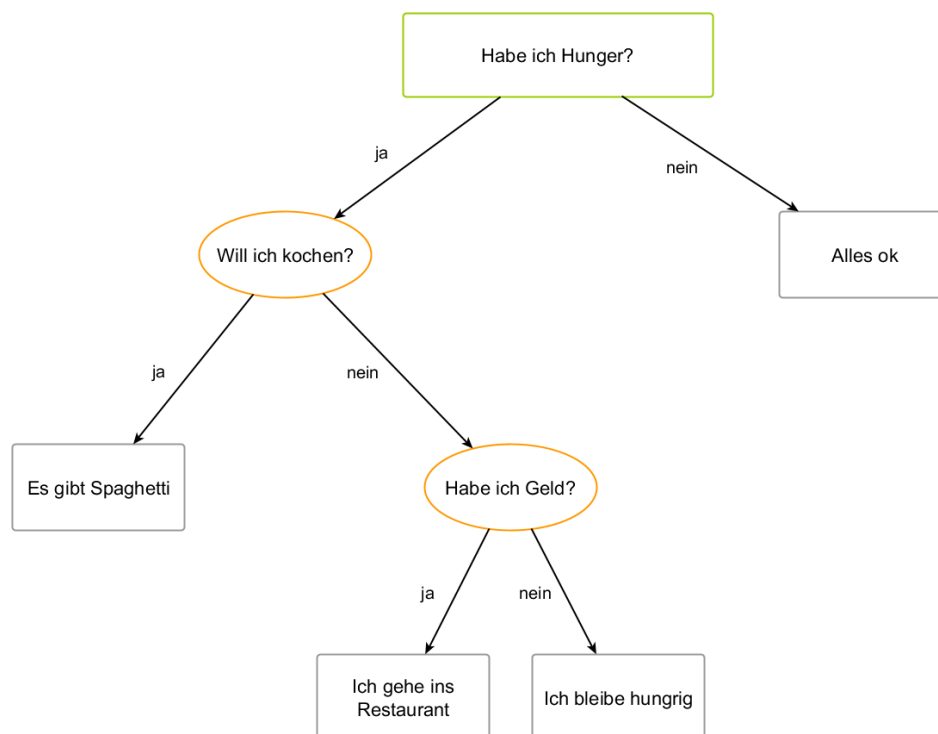 Habe ich Hunger?
ja
nein
Will ich kochen?
Alles ok
ja
nein
Es gibt Spaghetti
Habe ich Geld?
ja
nein
Ich gehe ins
Restaurant
Ich bleibe hungrig